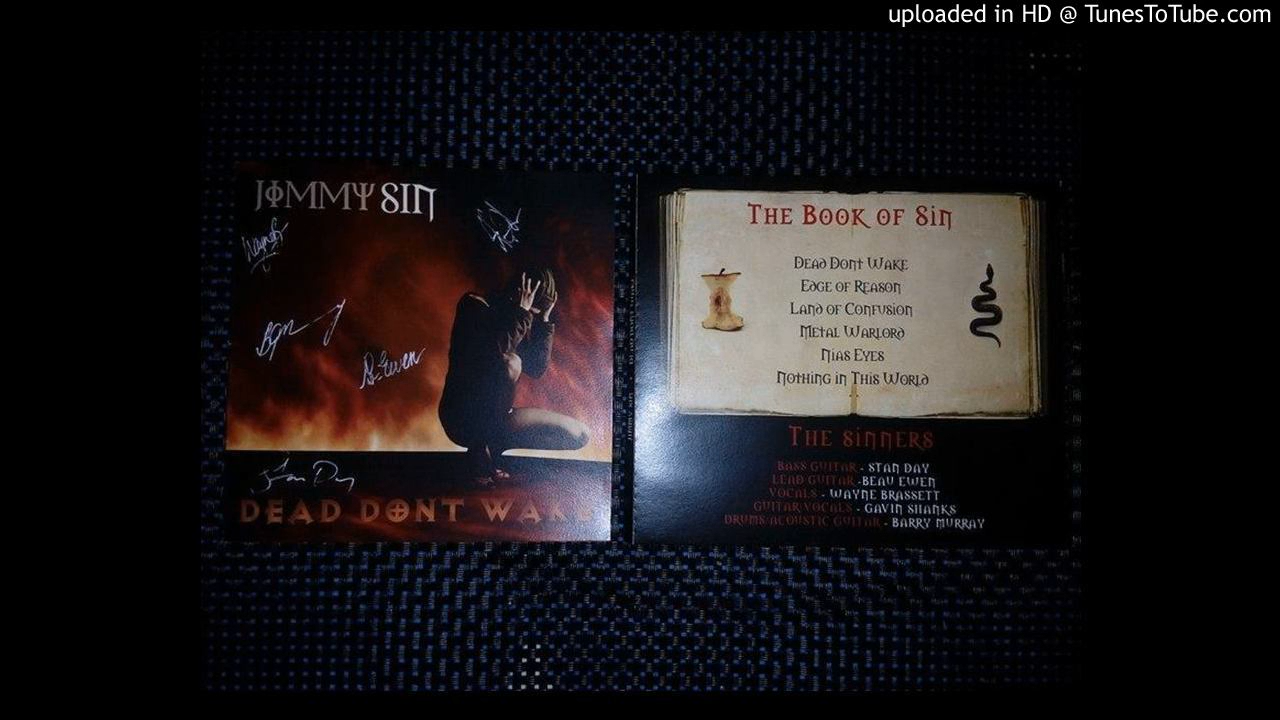 uploaded in HD @ TunesToTube.com
JIMMY SIN
B. Ewen
DEAD DONT WAKE
THE BOOK OF SIN
DEAD DONT WAKE
EDGE OF REASON
LAND OF CONFUSION
METAL WARLORD
NIAS EYES
NOTHING IN THIS WORLD
THE SINNERS
BASS GUITAR - STAN DAY
LEAD GUITAR -BEAU EWEN
VOCALS - WAYNE BRASSETT
GUITAR/VOCALS - GAVIN SHANKS
DRUMS/ACOUSTIC GUITAR - BARRY MURRAY